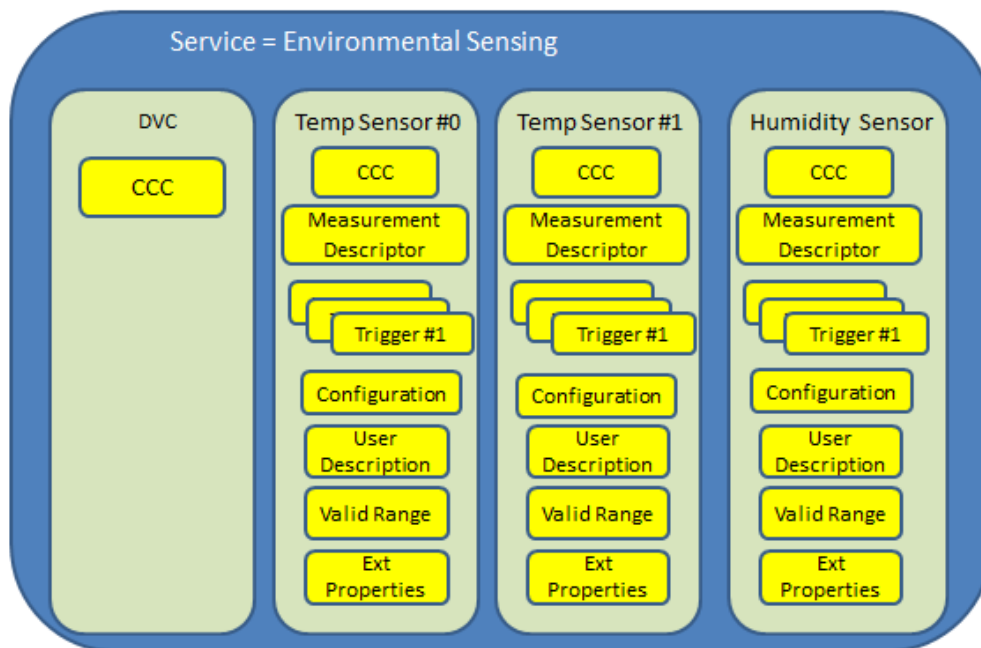 Service = Environmental Sensing
DVC
CCC
Temp Sensor #0
CCC
Measurement
Descriptor
Trigger #1
Configuration
User
Description
Valid Range
Ext
Properties
Temp Sensor #1
CCC
Measurement
Descriptor
Trigger #1
Configuration
User
Description
Valid Range
Ext
Properties
Humidity Sensor
CCC
Measurement
Descriptor
Trigger #1
Configuration
User
Description
Valid Range
Ext
Properties